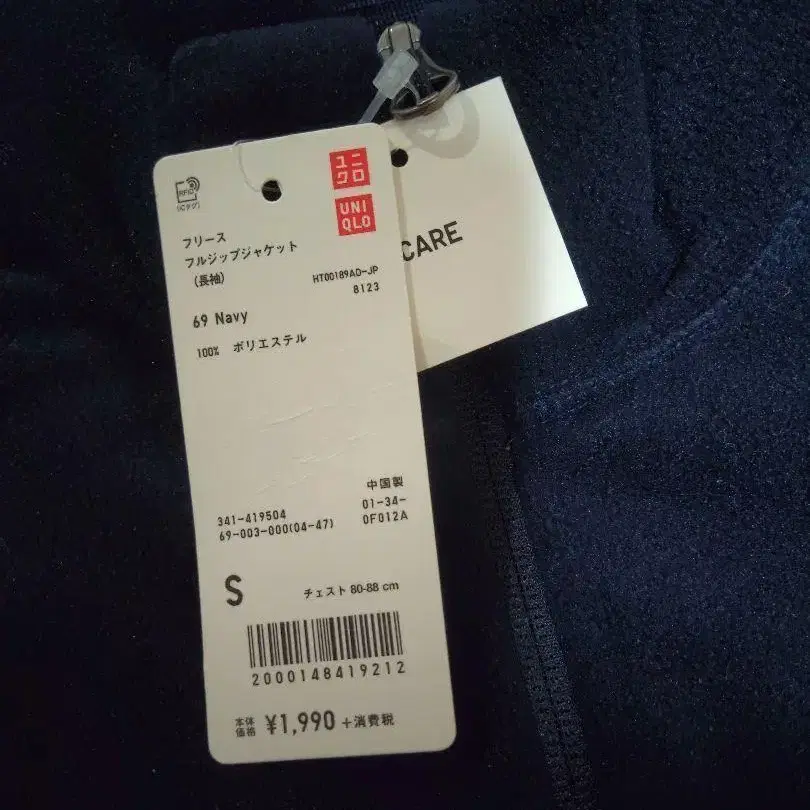 RFID
(ICタグ)
ユニ
クロ
UNI
QLO
フリース
フルジップジャケット
(長袖)
HT00189AD-JP
8123
69 Navy
100% ポリエステル
CARE
中国製
341-419504
01-34-
69-003-000(04-47)
0F012A
S
チェスト 80-88 cm
2000148419212
本体
価格
¥1,990 +消費税